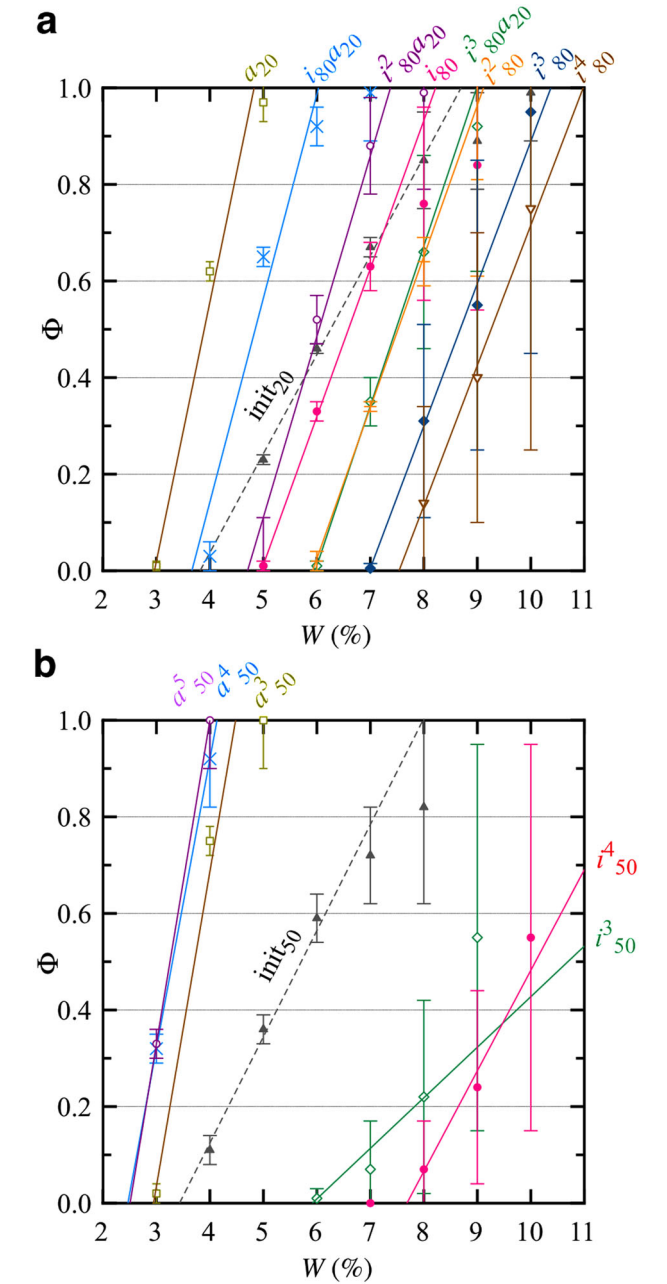 a
a₂₀ i₈₀a₂₀ i²₈₀a₂₀ i₈₀ i³₈₀a₂₀ i²₈₀ i³₈₀ i⁴₈₀
1.0
0.8
0.6
Φ
0.4
init₂₀
0.2
0.0
2 3 4 5 6 7 8 9 10 11
W (%)
b
a⁵₅₀ a⁴₅₀ a³₅₀
1.0
0.8
i⁴₅₀
0.6
i³₅₀
init₅₀
Φ
0.4
0.2
0.0
2 3 4 5 6 7 8 9 10 11
W (%)